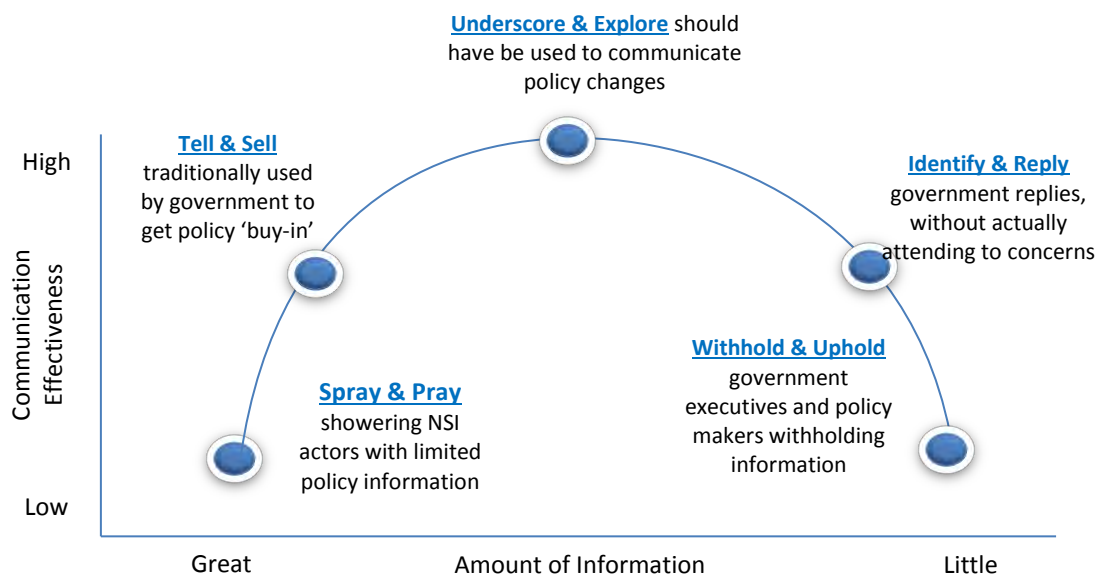 Underscore & Explore should
have be used to communicate
policy changes
Tell & Sell
traditionally used
by government to
get policy ‘buy-in’
High
Identify & Reply
government replies,
without actually
attending to concerns
Communication
Effectiveness
Withhold & Uphold
government
executives and policy
makers withholding
information
Spray & Pray
showering NSI
actors with limited
policy information
Low
Great
Amount of Information
Little